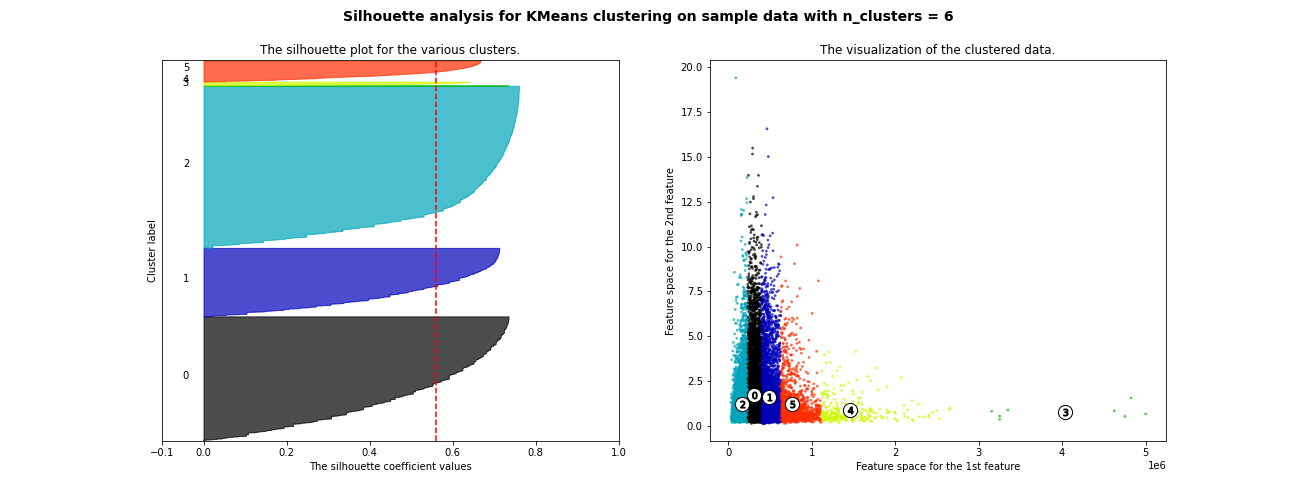 Silhouette analysis for KMeans clustering on sample data with n_clusters = 6
The silhouette plot for the various clusters.
5
4
3
2
1
0
Cluster label
−0.1 0.0 0.2 0.4 0.6 0.8 1.0
The silhouette coefficient values
The visualization of the clustered data.
20.0
17.5
15.0
12.5
10.0
7.5
5.0
2.5
0.0
Feature space for the 2nd feature
2 0 1 5 4 3
0 1 2 3 4 5
1e6
Feature space for the 1st feature